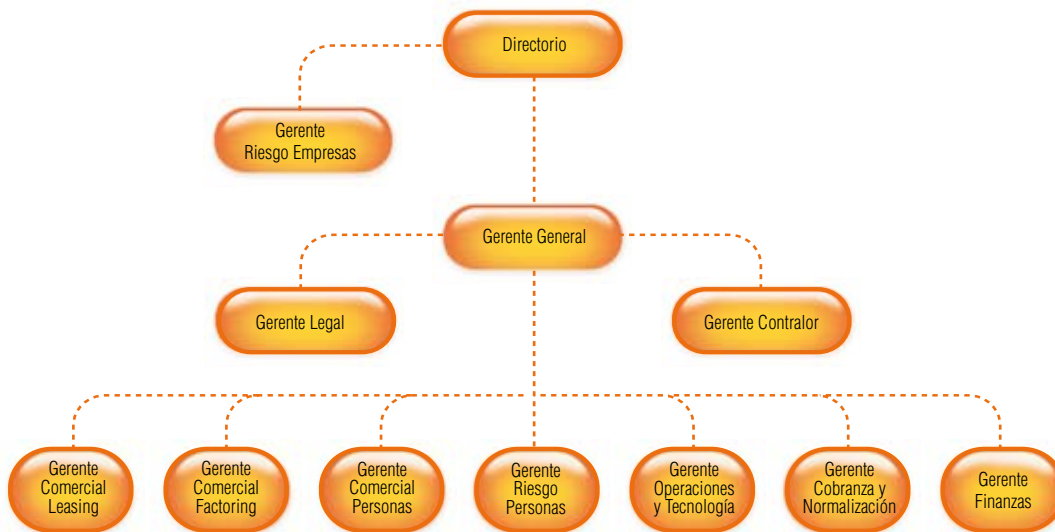 Directorio
Gerente
Riesgo Empresas
Gerente General
Gerente Legal
Gerente Contralor
Gerente
Comercial
Leasing
Gerente
Comercial
Factoring
Gerente
Comercial
Personas
Gerente
Riesgo
Personas
Gerente
Operaciones
y Tecnología
Gerente
Cobranza y
Normalización
Gerente
Finanzas